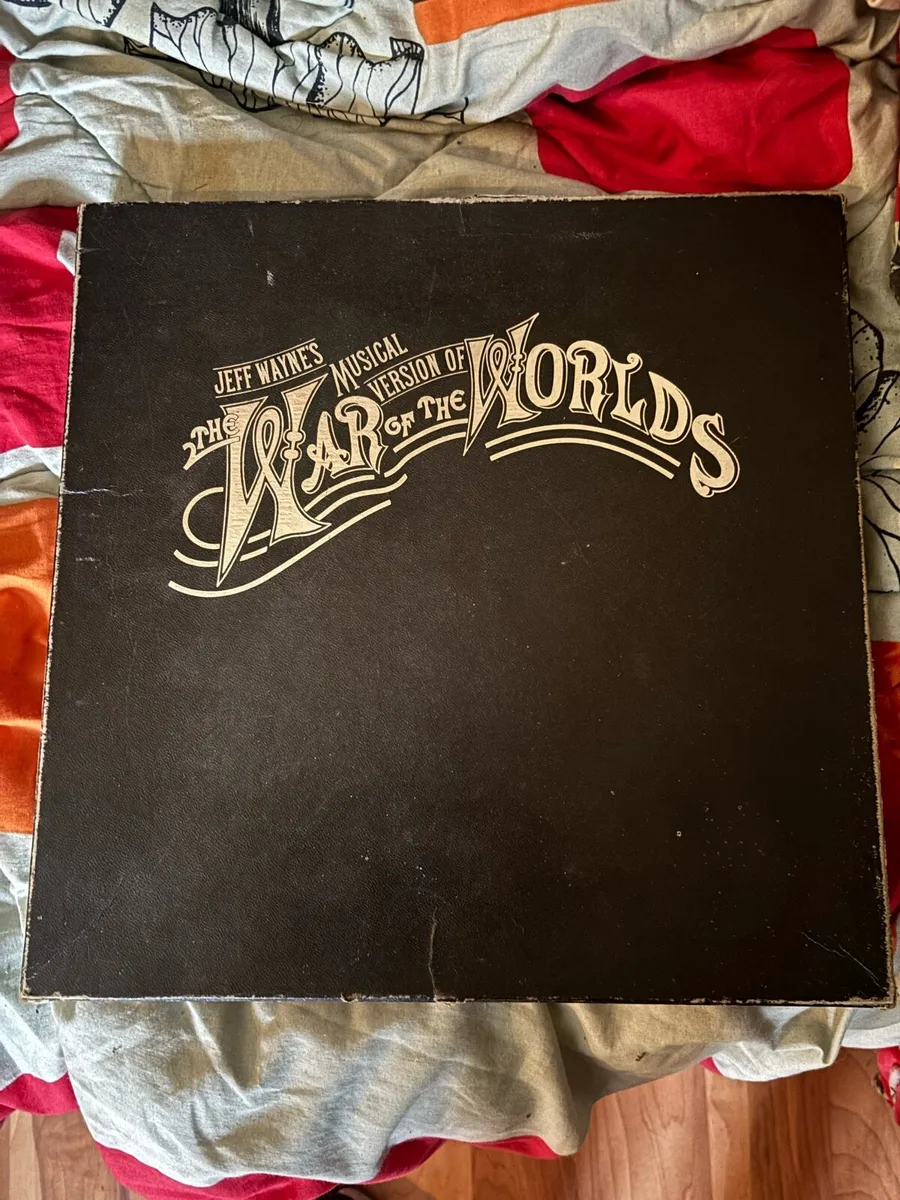 JEFF WAYNE'S
MUSICAL
VERSION OF
THE WAR OF THE WORLDS